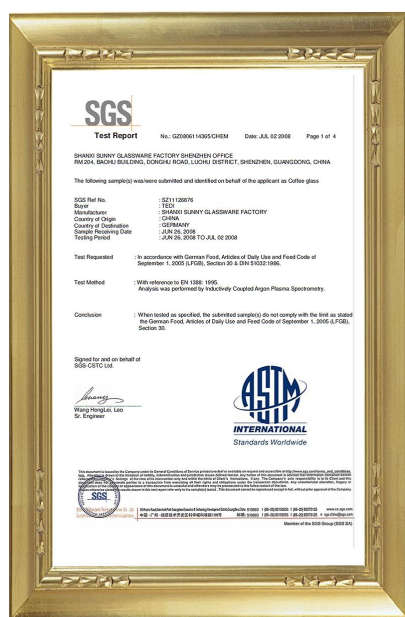 SGS
Test Report No.: GZ0806114365/CHEM Date: JUL 02 2008 Page 1 of 4
SHANXI SUNNY GLASSWARE FACTORY SHENZHEN OFFICE
RM 204, BAOHU BUILDING, DONGHU ROAD, LUOHU DISTRICT, SHENZHEN, GUANGDONG, CHINA
The following sample(s) was/were submitted and identified on behalf of the applicant as Coffee glass
SGS Ref No. : SZ11126876
Buyer : TEDI
Manufacturer : SHANXI SUNNY GLASSWARE FACTORY
Country of Origin : CHINA
Country of Destination : GERMANY
Sample Receiving Date : JUN 26, 2008
Testing Period : JUN 26, 2008 TO JUL 02 2008
Test Requested : In accordance with German Food, Articles of Daily Use and Feed Code of
September 1, 2005 (LFGB), Section 30 & DIN 51032:1986.
Test Method : With reference to EN 1388: 1995.
Analysis was performed by Inductively Coupled Argon Plasma Spectrometry.
Conclusion : When tested as specified, the submitted sample(s) do not comply with the limit as stated
the German Food, Articles of Daily Use and Feed Code of September 1, 2005 (LFGB),
Section 30.
Signed for and on behalf of
SGS-CSTC Ltd.
Wang HongLei, Leo
Sr. Engineer
ASTM
INTERNATIONAL
Standards Worldwide
SGS
Member of the SGS Group (SGS SA)